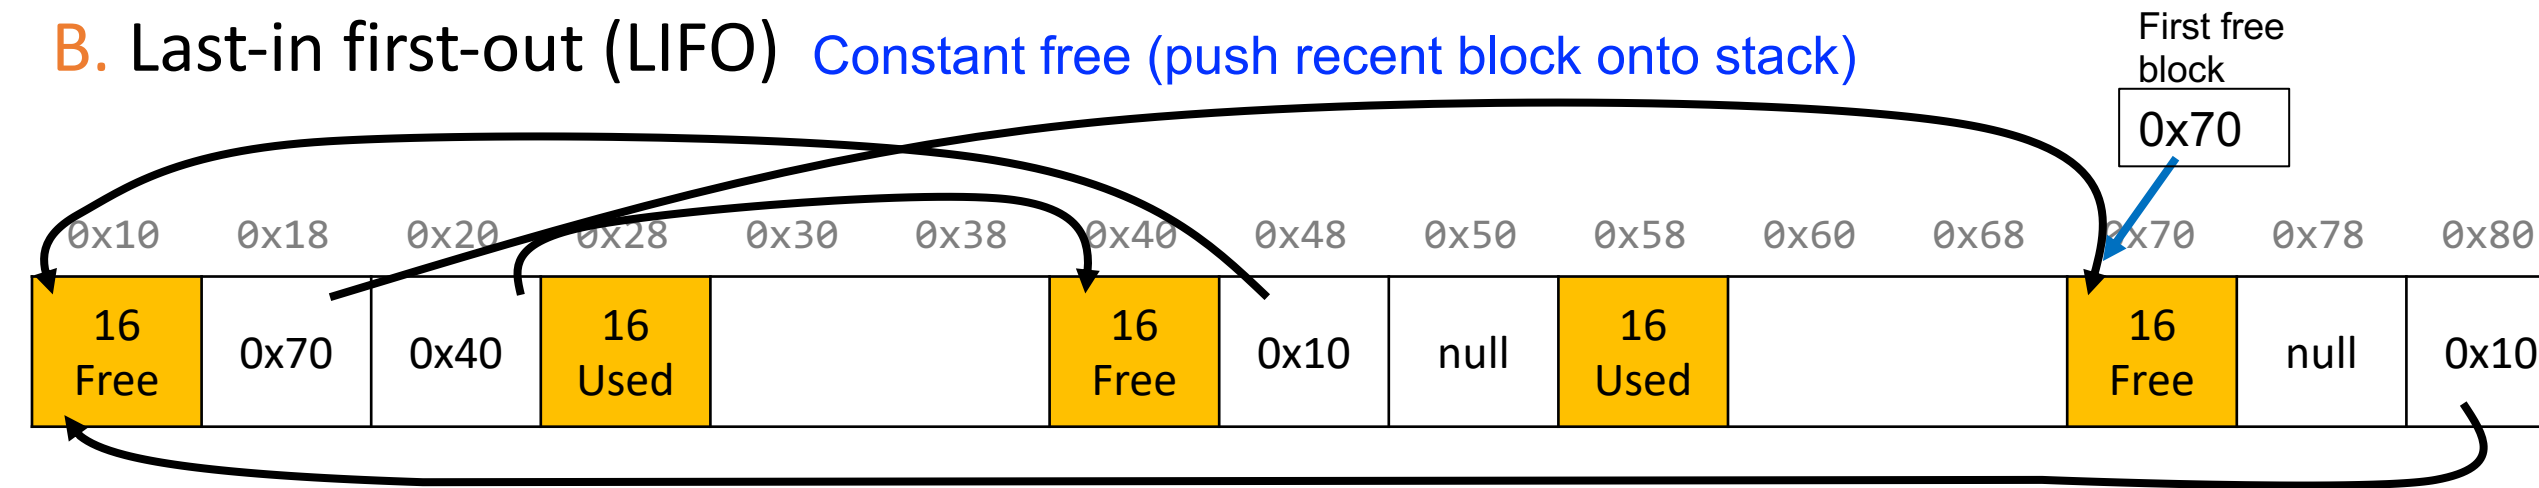 B. Last-in first-out (LIFO) Constant free (push recent block onto stack)
First free
block
0x70
0x10 0x18 0x20 0x28 0x30 0x38 0x40 0x48 0x50 0x58 0x60 0x68 0x70 0x78 0x80
16 Free 0x70 0x40 16 Used 16 Free 0x10 null 16 Used 16 Free null 0x10